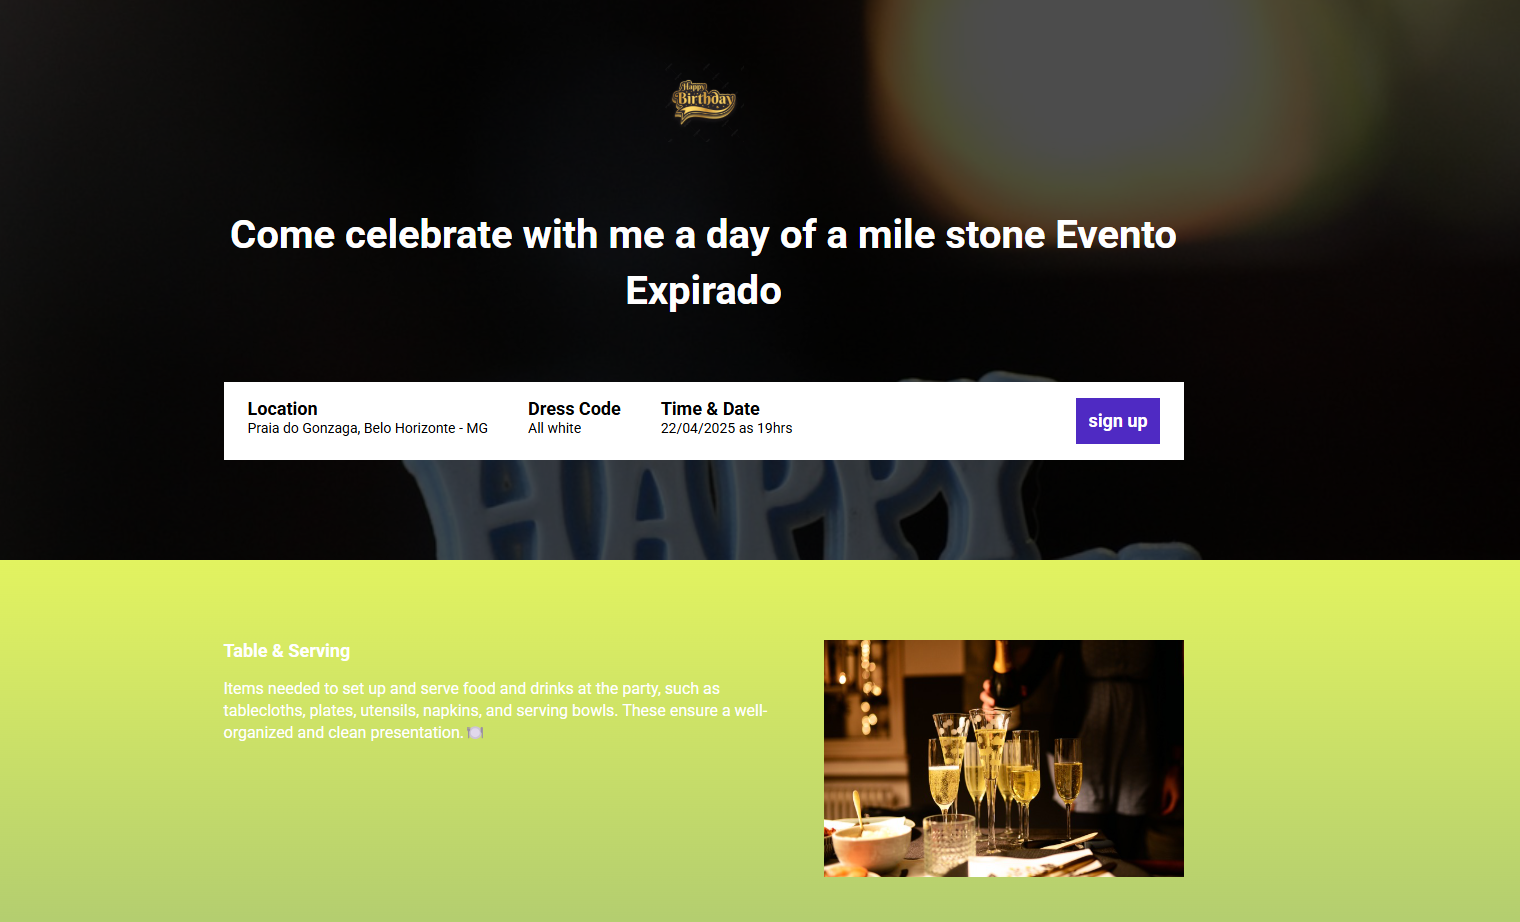 Happy
Birthday
Come celebrate with me a day of a mile stone Evento
Expirado
Location
Praia do Gonzaga, Belo Horizonte - MG
Dress Code
All white
Time & Date
22/04/2025 as 19hrs
sign up
HAPPY
Table & Serving
Items needed to set up and serve food and drinks at the party, such as
tablecloths, plates, utensils, napkins, and serving bowls. These ensure a well-
organized and clean presentation. 🍽️